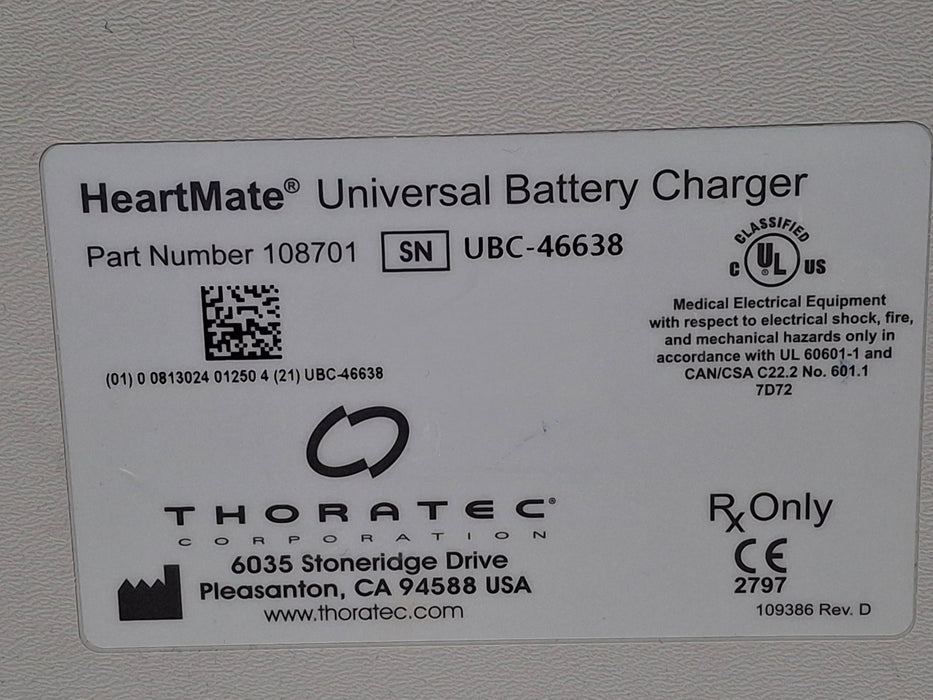 HeartMate® Universal Battery Charger
Part Number 108701 SN UBC-46638
CLASSIFIED
C UL® US
Medical Electrical Equipment
with respect to electrical shock, fire,
and mechanical hazards only in
accordance with UL 60601-1 and
CAN/CSA C22.2 No. 601.1
7D72
(01) 0 0813024 01250 4 (21) UBC-46638
THORATEC®
CORPORATION
6035 Stoneridge Drive
Pleasanton, CA 94588 USA
www.thoratec.com
Rx Only
CE
2797
109386 Rev. D